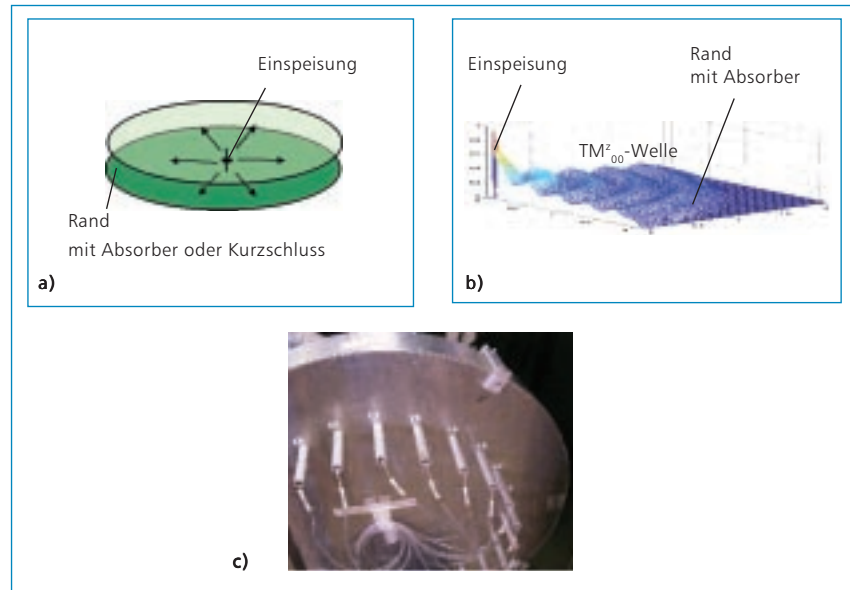 Einspeisung
Rand
mit Absorber oder Kurzschluss
a)
Einspeisung
Rand
mit Absorber
TMᶻ₀₀-Welle
b)
c)